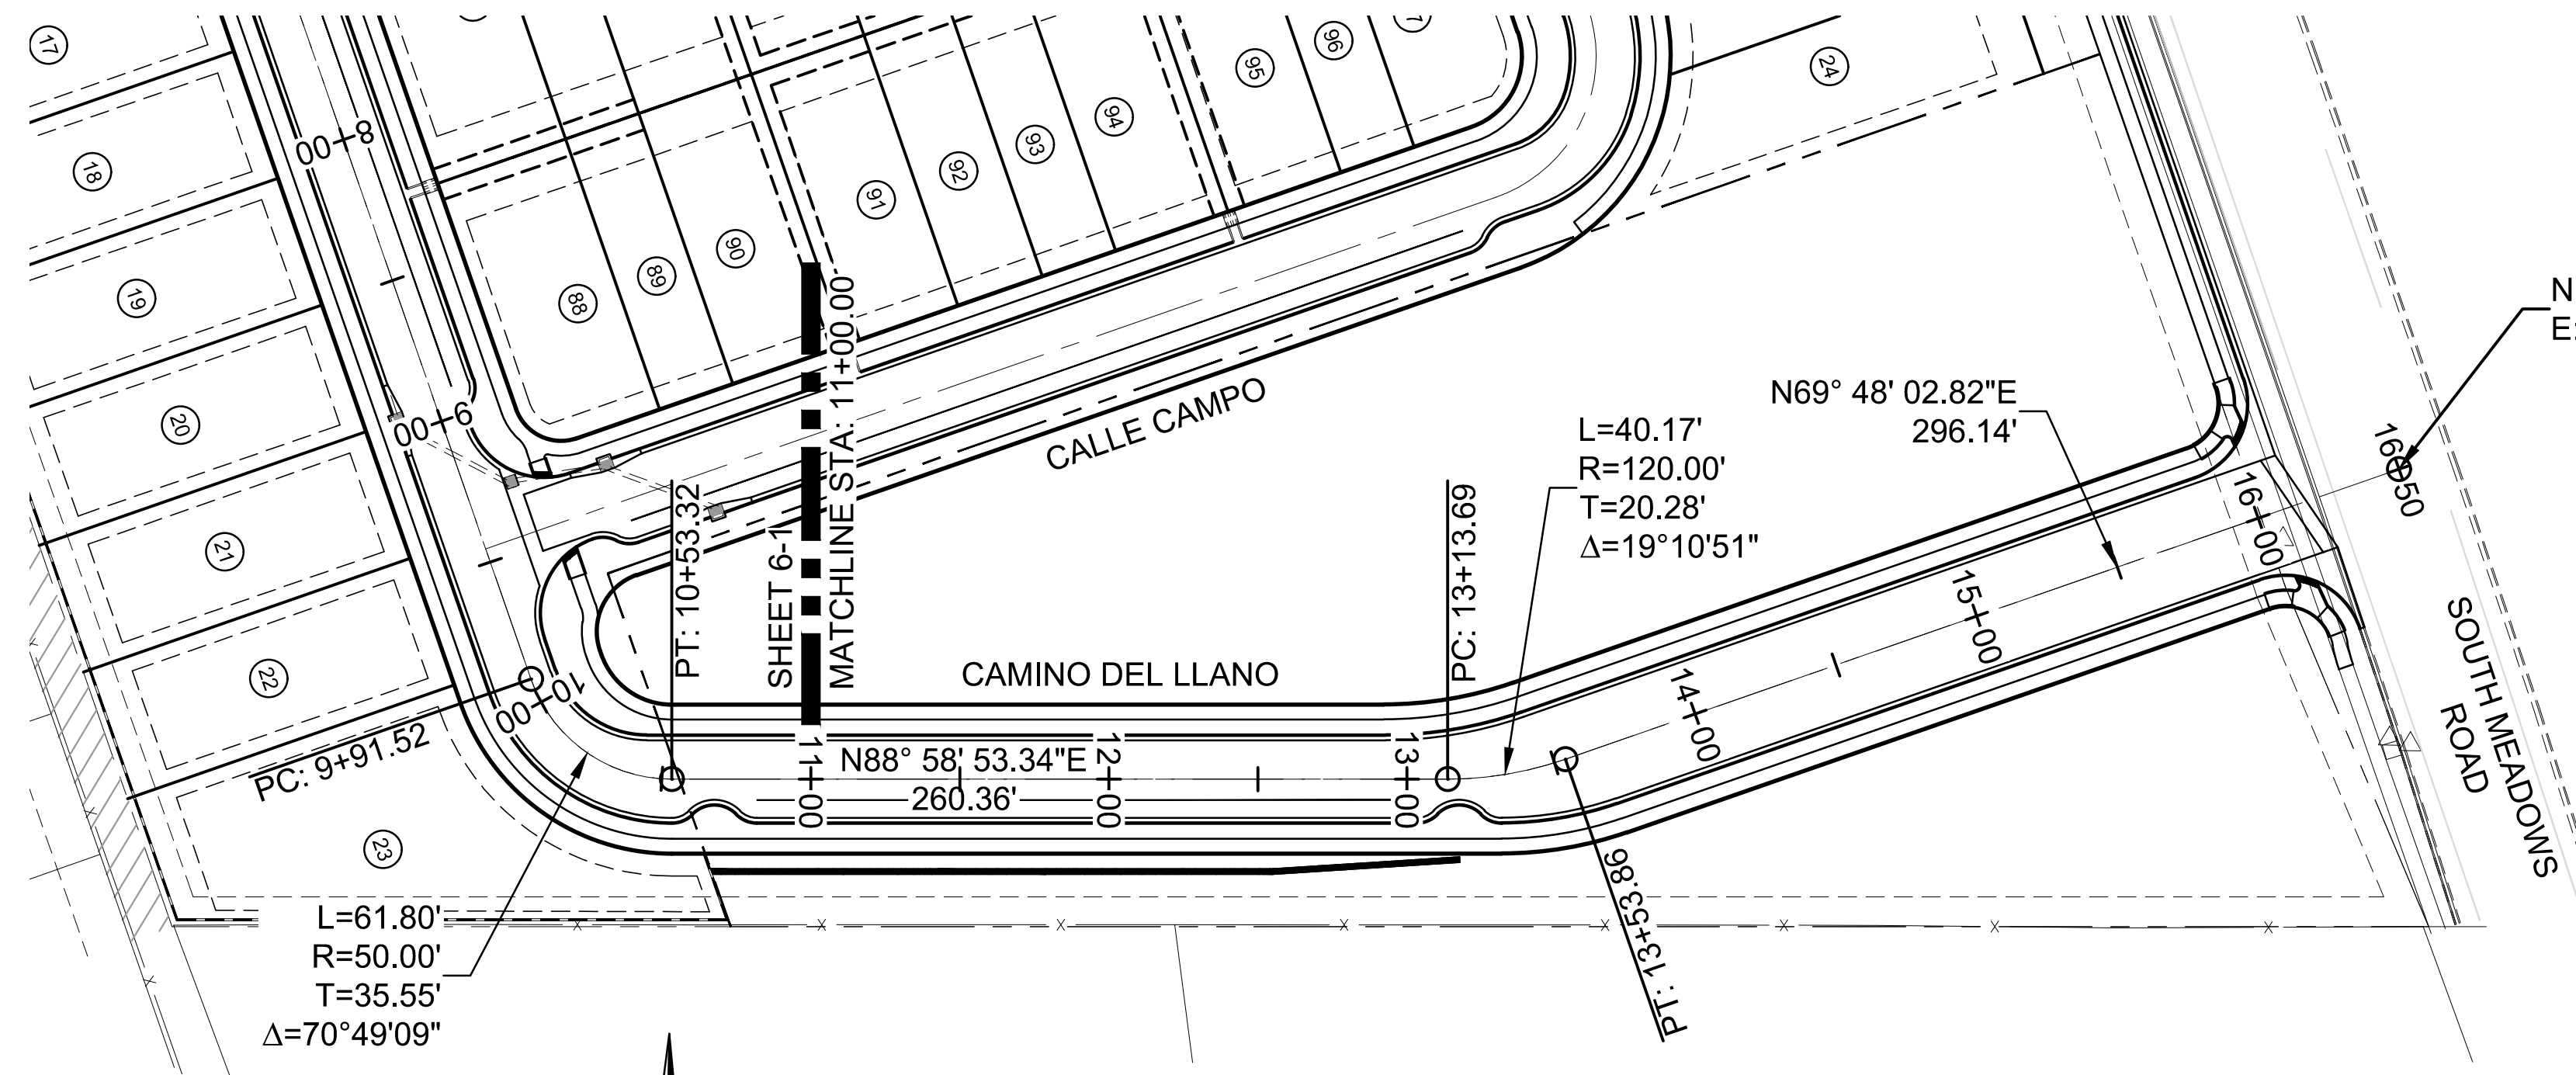 17
18
19
20
21
22
23
88
89
90
91
92
93
94
95
96
24
8+00
9+00
10+00
PC: 9+91.52
L=61.80'
R=50.00'
T=35.55'
Δ=70°49'09"
PT: 10+53.32
SHEET 6-1
MATCHLINE STA: 11+00.00
CALLE CAMPO
CAMINO DEL LLANO
N88° 58' 53.34"E
260.36'
11+00
12+00
13+00
PC: 13+13.69
L=40.17'
R=120.00'
T=20.28'
Δ=19°10'51"
PT: 13+53.86
N69° 48' 02.82"E
296.14'
14+00
15+00
16+00
16+50
SOUTH MEADOWS
ROAD
N
E: